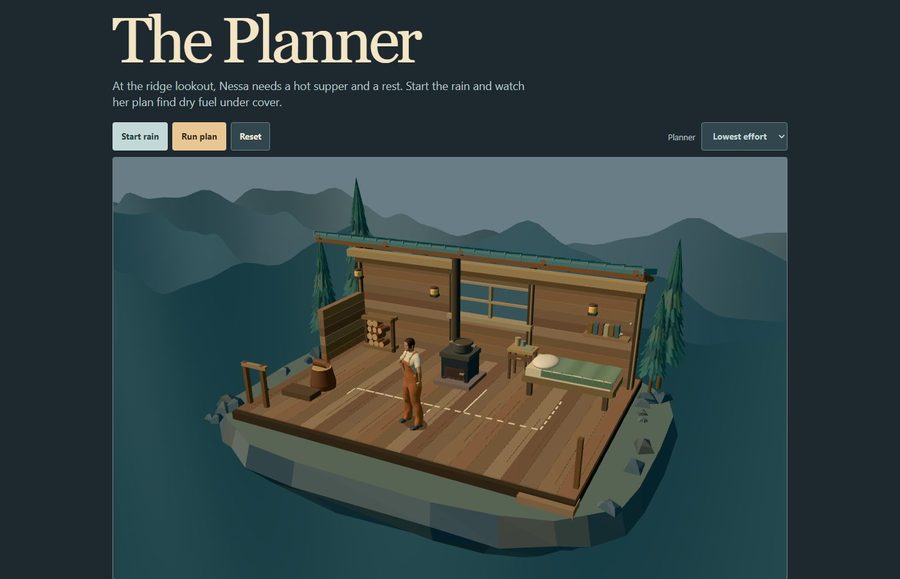 The Planner
At the ridge lookout, Nessa needs a hot supper and a rest. Start the rain and watch
her plan find dry fuel under cover.
Start rain
Run plan
Reset
Planner
Lowest effort